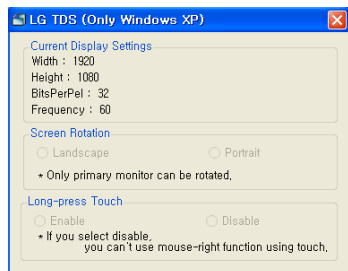 LG TDS (Only Windows XP)
Current Display Settings
Width : 1920
Height : 1080
BitsPerPel : 32
Frequency : 60
Screen Rotation
Landscape Portrait
* Only primary monitor can be rotated.
Long-press Touch
Enable Disable
* If you select disable,
you can't use mouse-right function using touch.